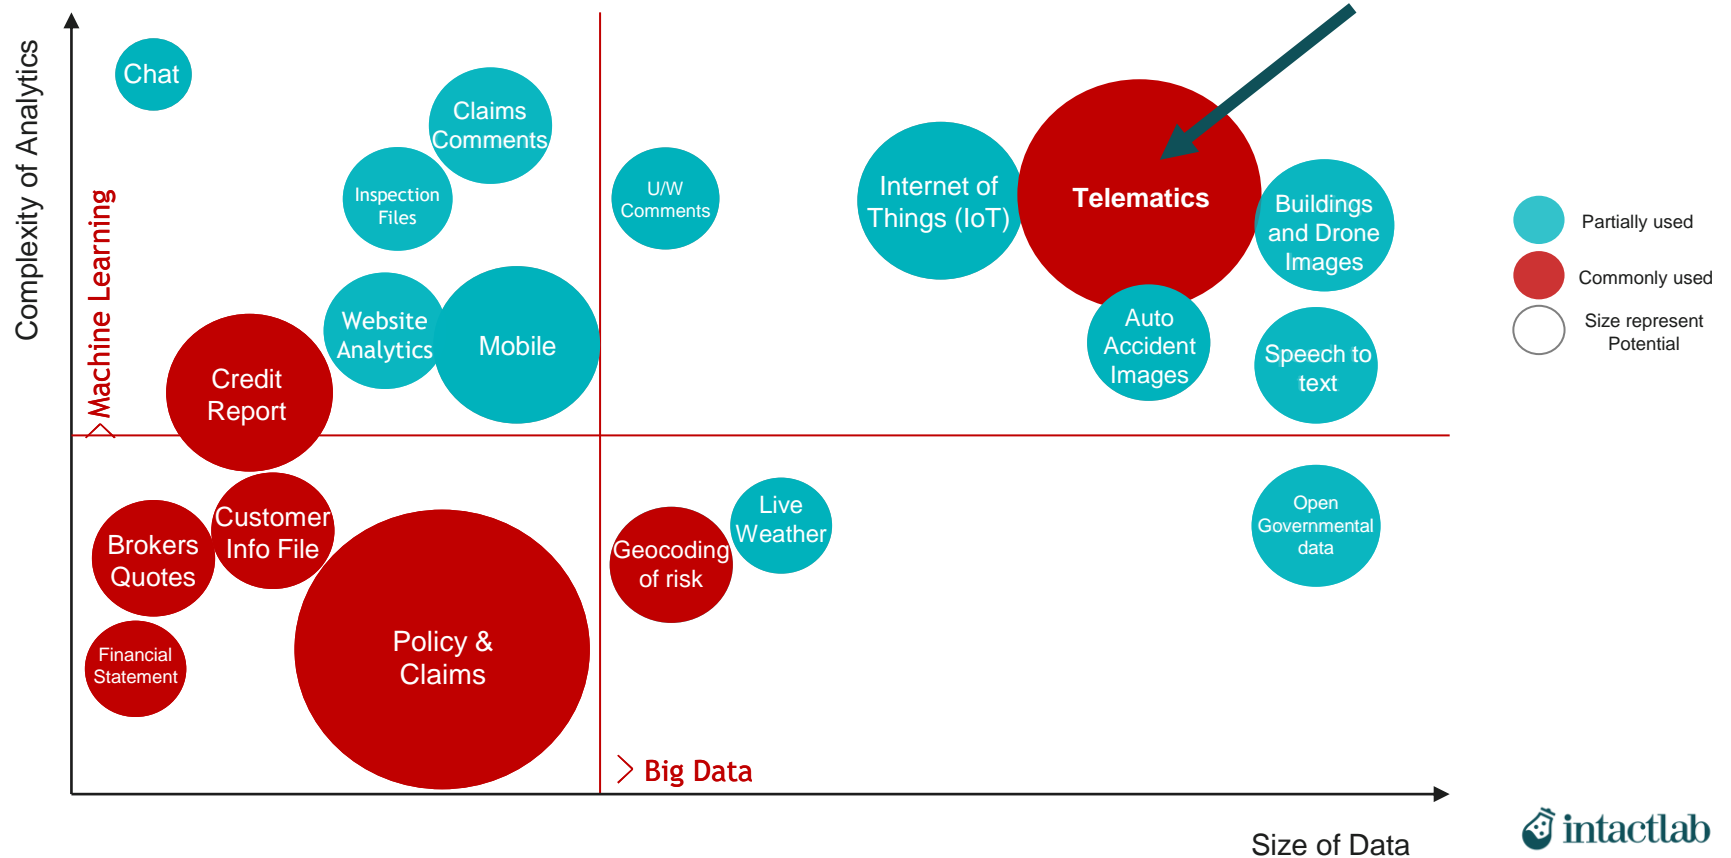 Complexity of Analytics
Machine Learning
Chat
Claims
Comments
Inspection
Files
U/W
Comments
Internet of
Things (IoT)
Telematics
Buildings
and Drone
Images
Website
Analytics
Mobile
Auto
Accident
Images
Speech to
text
Credit
Report
Customer
Info File
Brokers
Quotes
Financial
Statement
Policy &
Claims
Geocoding
of risk
Live
Weather
Open
Governmental
data
> Big Data
Size of Data
Partially used
Commonly used
Size represent
Potential
intactlab